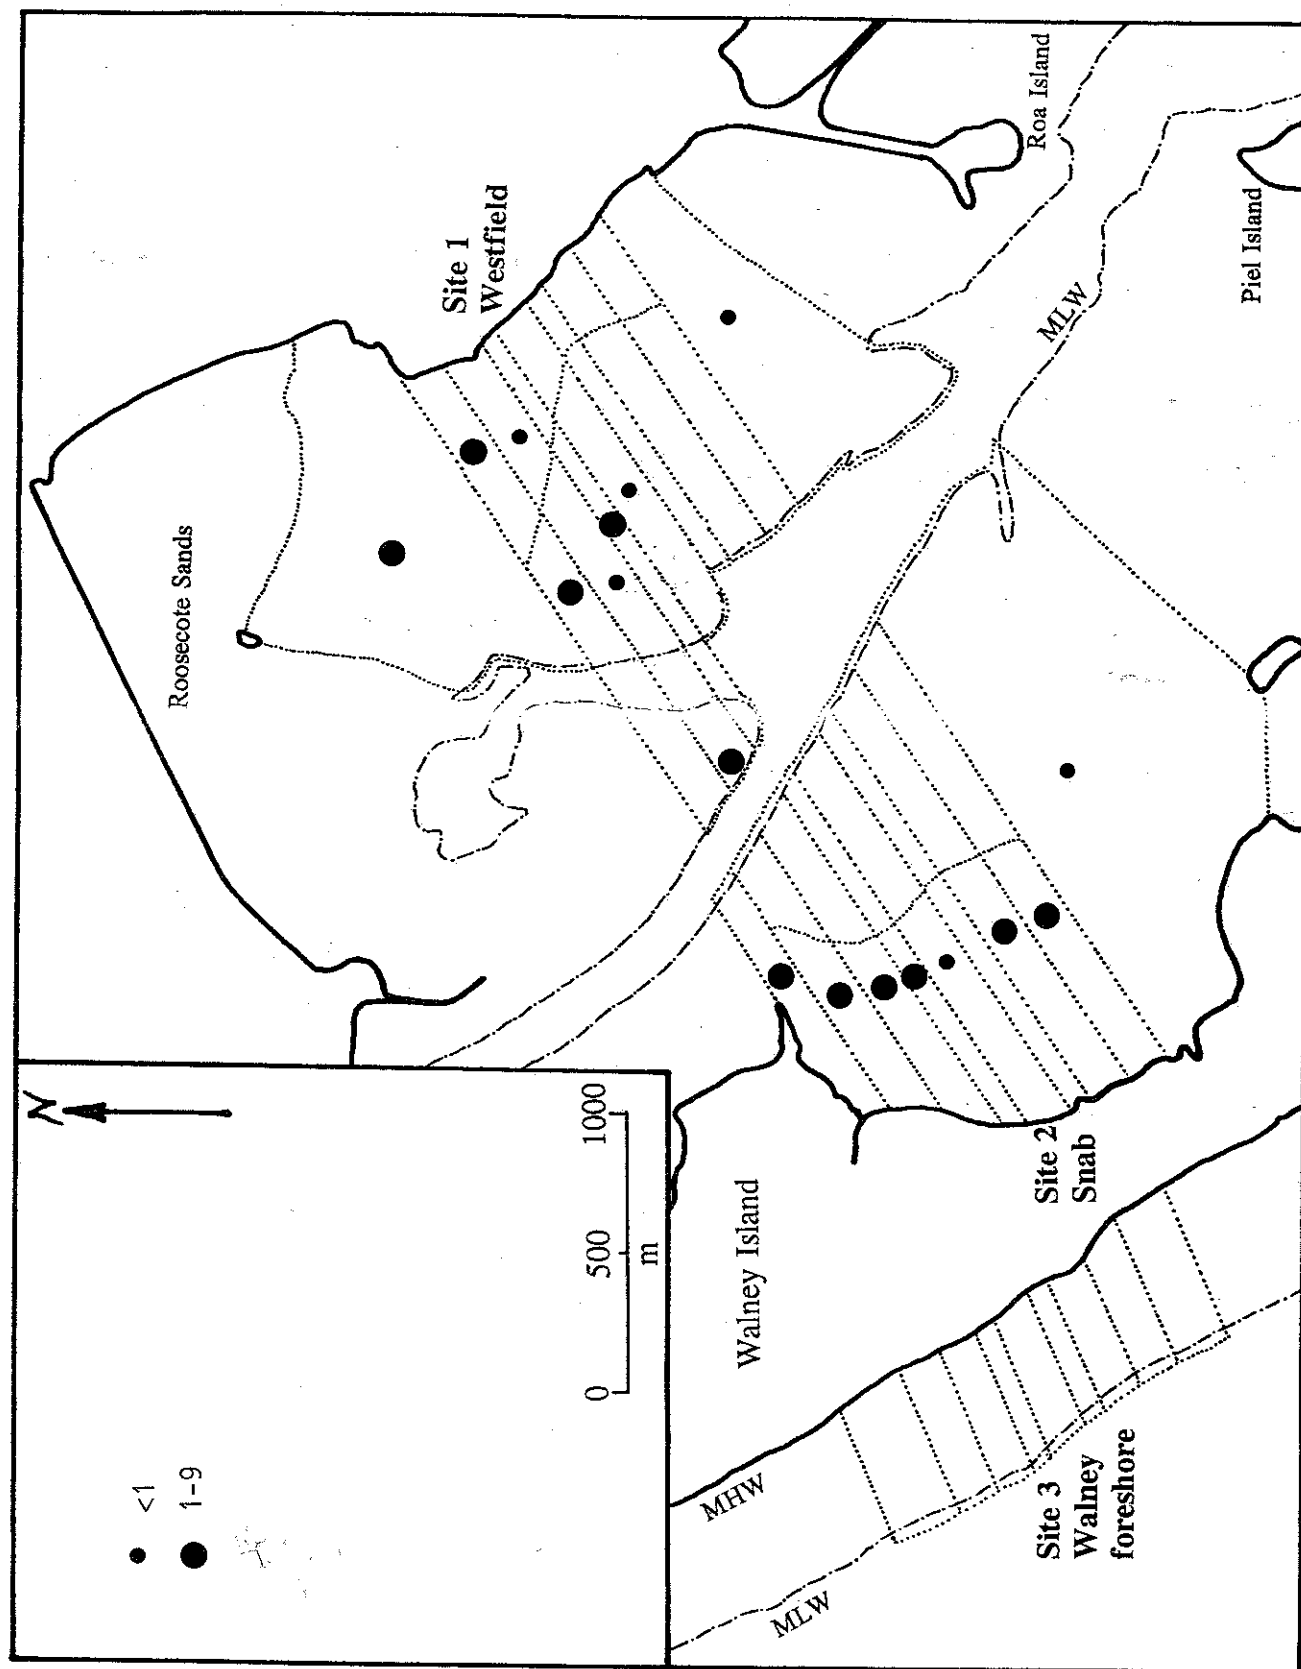 N
<1
1-9
0 500 1000
m
Roosecote Sands
Site 1
Westfield
Roa Island
Piel Island
MLW
Walney Island
Site 2
Snab
MHW
MLW
Site 3
Walney
foreshore